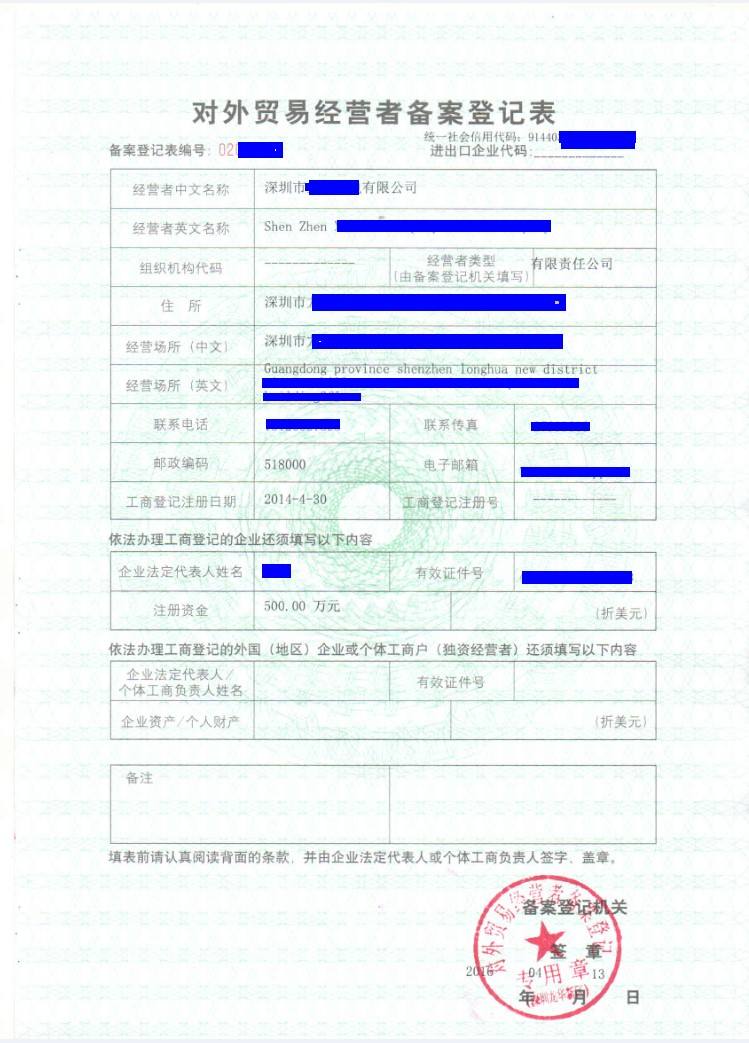 对外贸易经营者备案登记表
统一社会信用代码：91440
备案登记表编号：02
进出口企业代码：-------------
经营者中文名称 深圳市 有限公司
经营者英文名称 Shen Zhen
组织机构代码 ------------- 经营者类型 (由备案登记机关填写) 有限责任公司
住 所 深圳市
经营场所（中文） 深圳市
Guangdong province shenzhen longhua new district
经营场所（英文）
联系电话 联系传真
邮政编码 518000 电子邮箱
工商登记注册日期 2014-4-30 工商登记注册号 -------------
依法办理工商登记的企业还须填写以下内容
企业法定代表人姓名 有效证件号
注册资金 500.00 万元 (折美元)
依法办理工商登记的外国（地区）企业或个体工商户（独资经营者）还须填写以下内容
企业法定代表人/
个体工商负责人姓名 有效证件号
企业资产/个人财产 (折美元)
备注
填表前请认真阅读背面的条款，并由企业法定代表人或个体工商负责人签字、盖章。
对外贸易经营者备案登记
备案登记机关
签 章
专用章
2016 04 13
年 月 日